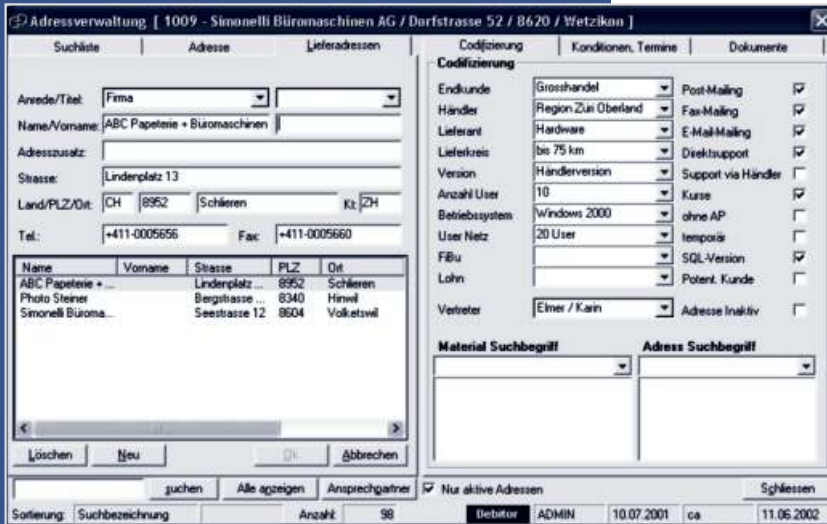 Adressverwaltung [ 1009 - Simonelli Büromaschinen AG / Dorfstrasse 52 / 8620 / Wetzikon ]
Suchliste Adresse Lieferadressen Codifizierung Konditionen, Termine Dokumente
Anrede/Titel: Firma
Name/Vorname: ABC Papeterie + Büromaschinen
Adresszusatz:
Strasse: Lindenplatz 13
Land/PLZ/Ort: CH 8952 Schlieren Kt: ZH
Tel.: +411-0005656 Fax: +411-0005660
Name Vorname Strasse PLZ Ort
ABC Papeterie + ... Lindenplatz ... 8952 Schlieren
Photo Steiner Bergstrasse ... 8340 Hinwil
Simonelli Büroma... Seestrasse 12 8604 Volketswil
Löschen Neu Ok Abbrechen
Codifizierung
Endkunde Grosshandel Post-Mailing
Händler Region Züri Oberland Fax-Mailing
Lieferant Hardware E-Mail-Mailing
Lieferkreis bis 75 km Direktsupport
Version Händlerversion Support via Händler
Anzahl User 10 Kurse
Betriebssystem Windows 2000 ohne AP
User Netz 20 User temporär
FiBu SQL-Version
Lohn Potent. Kunde
Vertreter Elmer / Karin Adresse Inaktiv
Material Suchbegriff Adress Suchbegriff
suchen Alle anzeigen Ansprechpartner Nur aktive Adressen Schliessen
Sortierung: Suchbezeichnung Anzahl: 98 Debitor ADMIN 10.07.2001 ca 11.06.2002